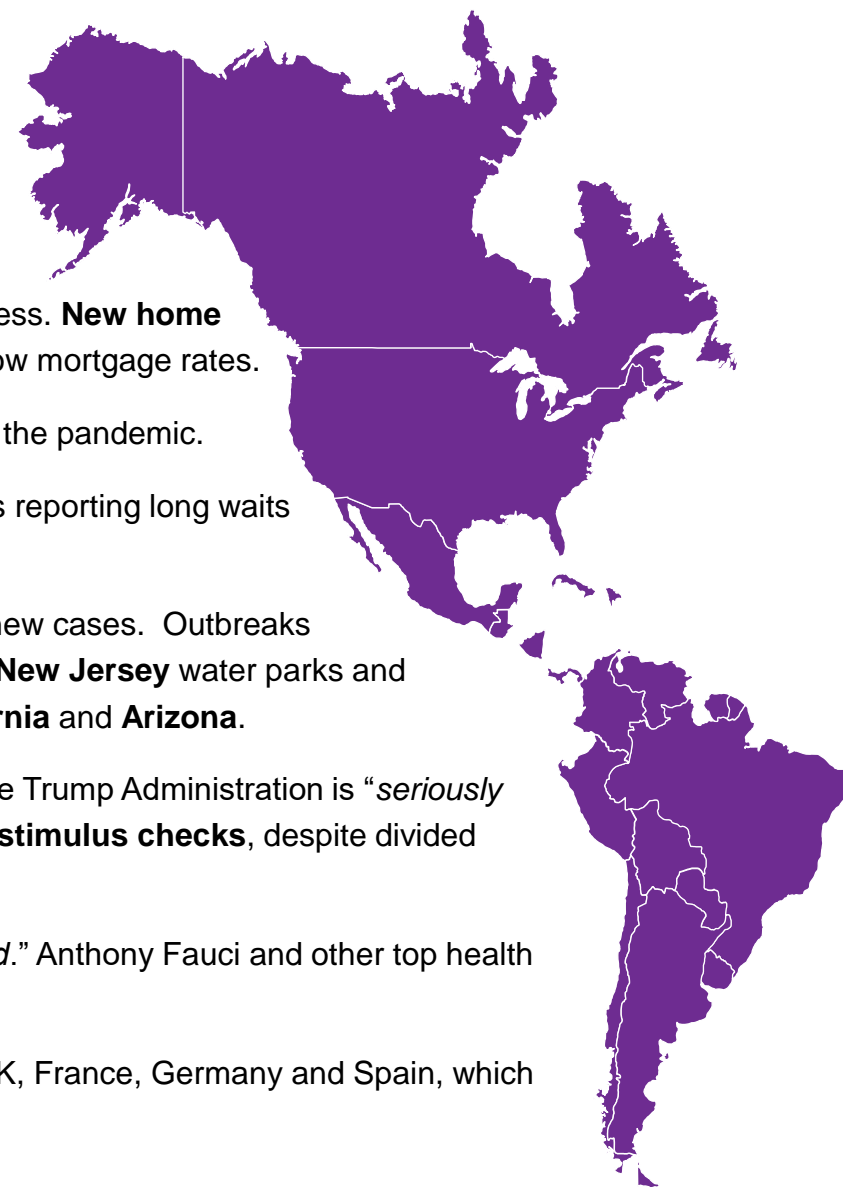 ess. New home
ow mortgage rates.
the pandemic.
s reporting long waits
new cases.  Outbreaks
New Jersey water parks and
rnia and Arizona.
e Trump Administration is “seriously
stimulus checks, despite divided
d.” Anthony Fauci and other top health
K, France, Germany and Spain, which